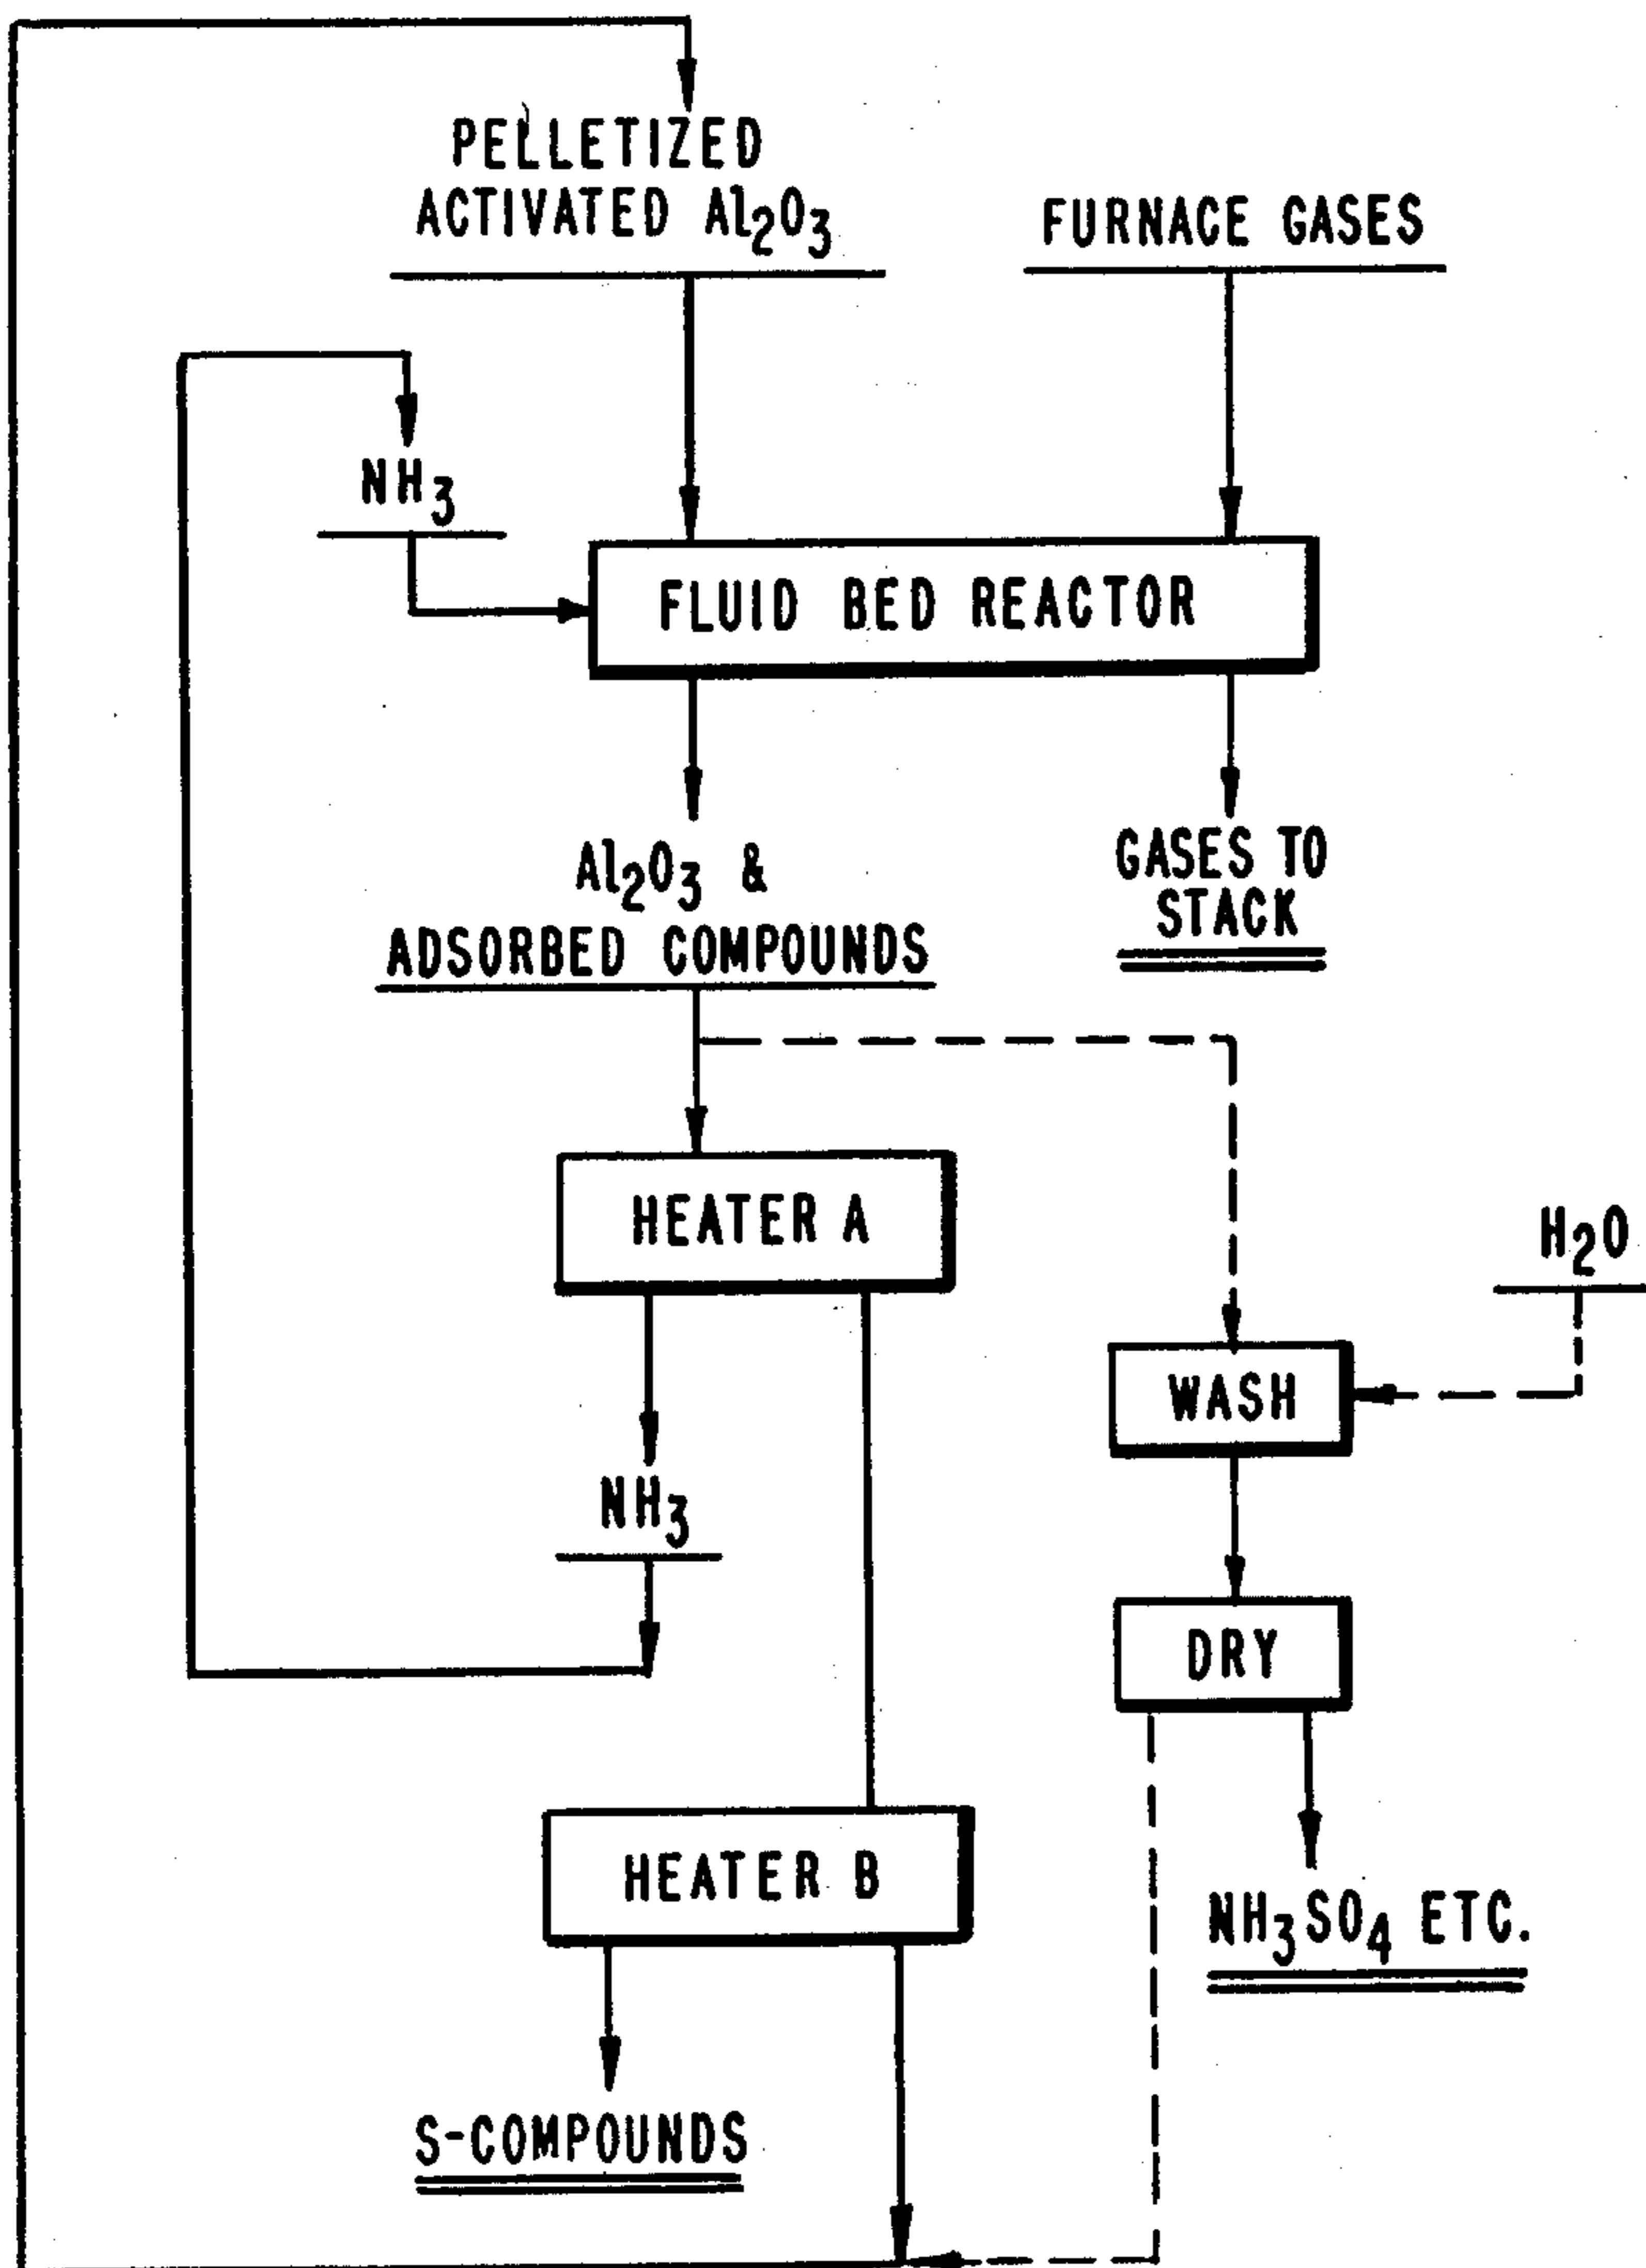 PELLETIZED
ACTIVATED Al₂O₃
FURNACE GASES
NH₃
FLUID BED REACTOR
Al₂O₃ &
ADSORBED COMPOUNDS
GASES TO
STACK
HEATER A
H₂O
WASH
NH₃
DRY
HEATER B
NH₃SO₄ ETC.
S-COMPOUNDS